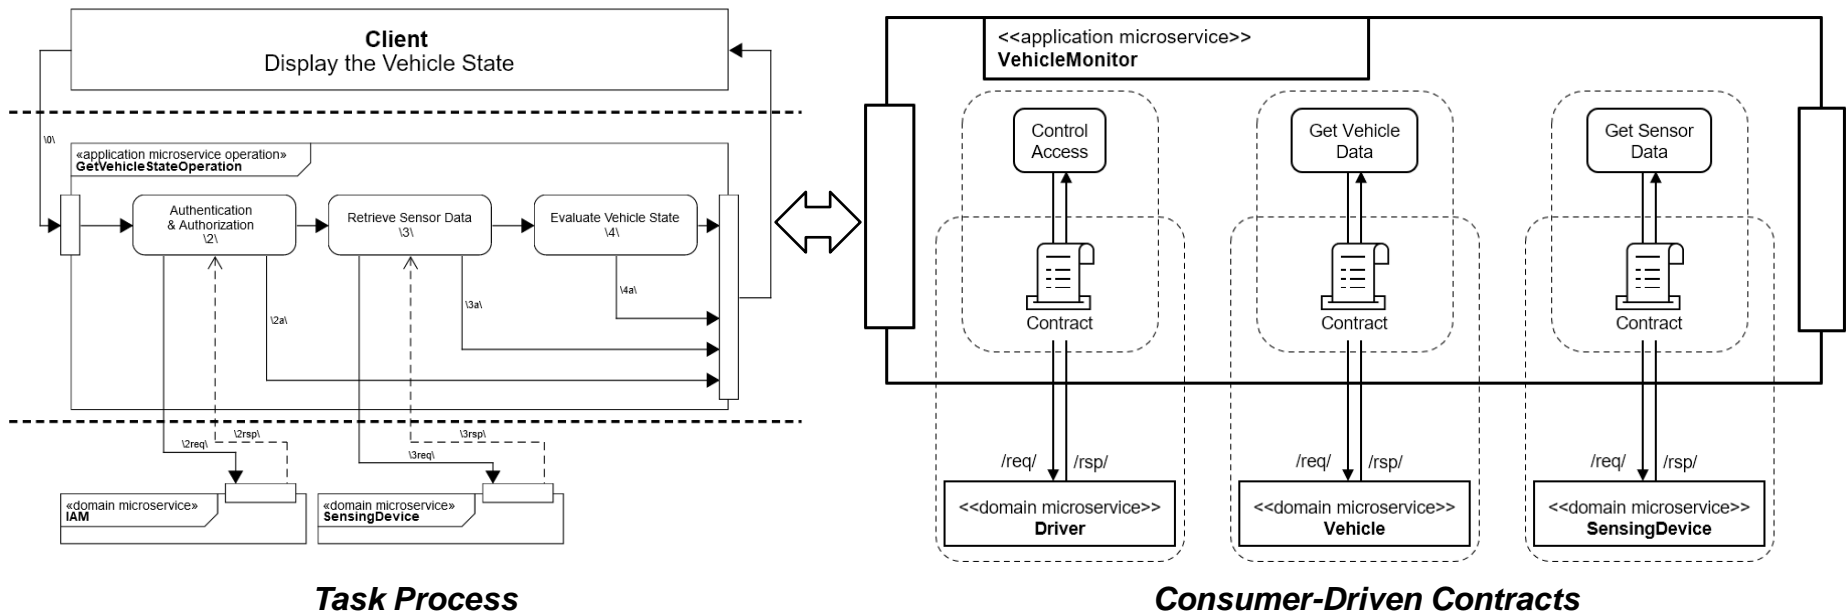 Client
Display the Vehicle State
\0\
«application microservice operation»
GetVehicleStateOperation
Authentication
& Authorization
\2\
Retrieve Sensor Data
\3\
Evaluate Vehicle State
\4\
\2a\
\3a\
\4a\
\2req\
\2rsp\
\3req\
\3rsp\
«domain microservice»
IAM
«domain microservice»
SensingDevice
Task Process
<<application microservice>>
VehicleMonitor
Control
Access
Get Vehicle
Data
Get Sensor
Data
Contract
Contract
Contract
/req/
/rsp/
/req/
/rsp/
/req/
/rsp/
<<domain microservice>>
Driver
<<domain microservice>>
Vehicle
<<domain microservice>>
SensingDevice
Consumer-Driven Contracts